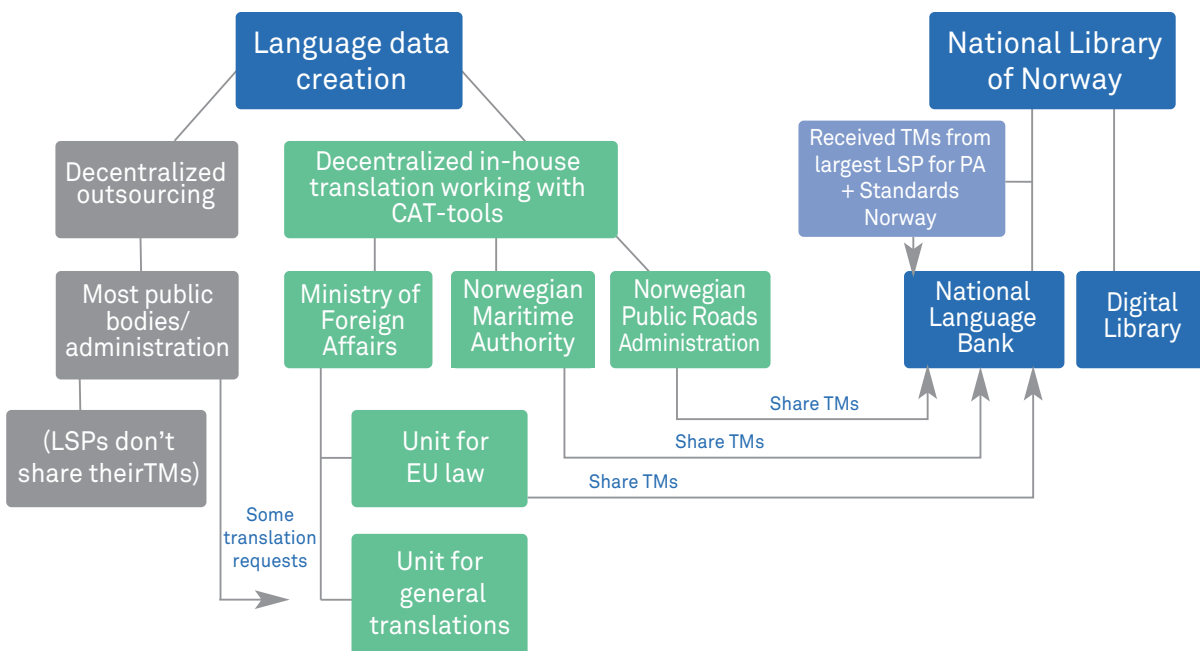 Language data
creation
National Library
of Norway
Decentralized
outsourcing
Decentralized in-house
translation working with
CAT-tools
Received TMs from
largest LSP for PA
+ Standards
Norway
Most public
bodies/
administration
Ministry of
Foreign
Affairs
Norwegian
Maritime
Authority
Norwegian
Public Roads
Administration
National
Language
Bank
Digital
Library
(LSPs don't
share theirTMs)
Unit for
EU law
Share TMs
Share TMs
Share TMs
Some
translation
requests
Unit for
general
translations